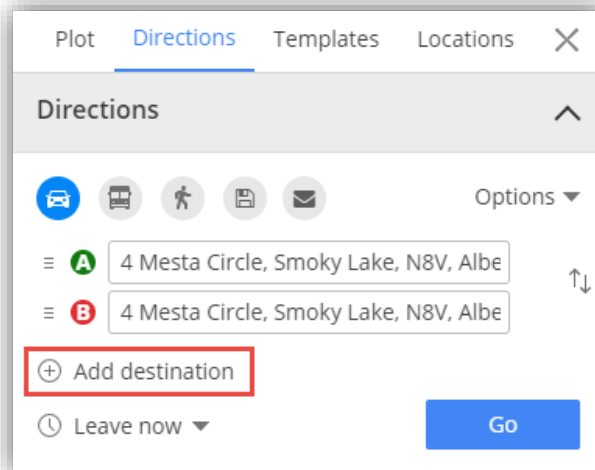 Plot Directions Templates Locations
Directions
Options
A 4 Mesta Circle, Smoky Lake, N8V, Albe
B 4 Mesta Circle, Smoky Lake, N8V, Albe
Add destination
Leave now Go